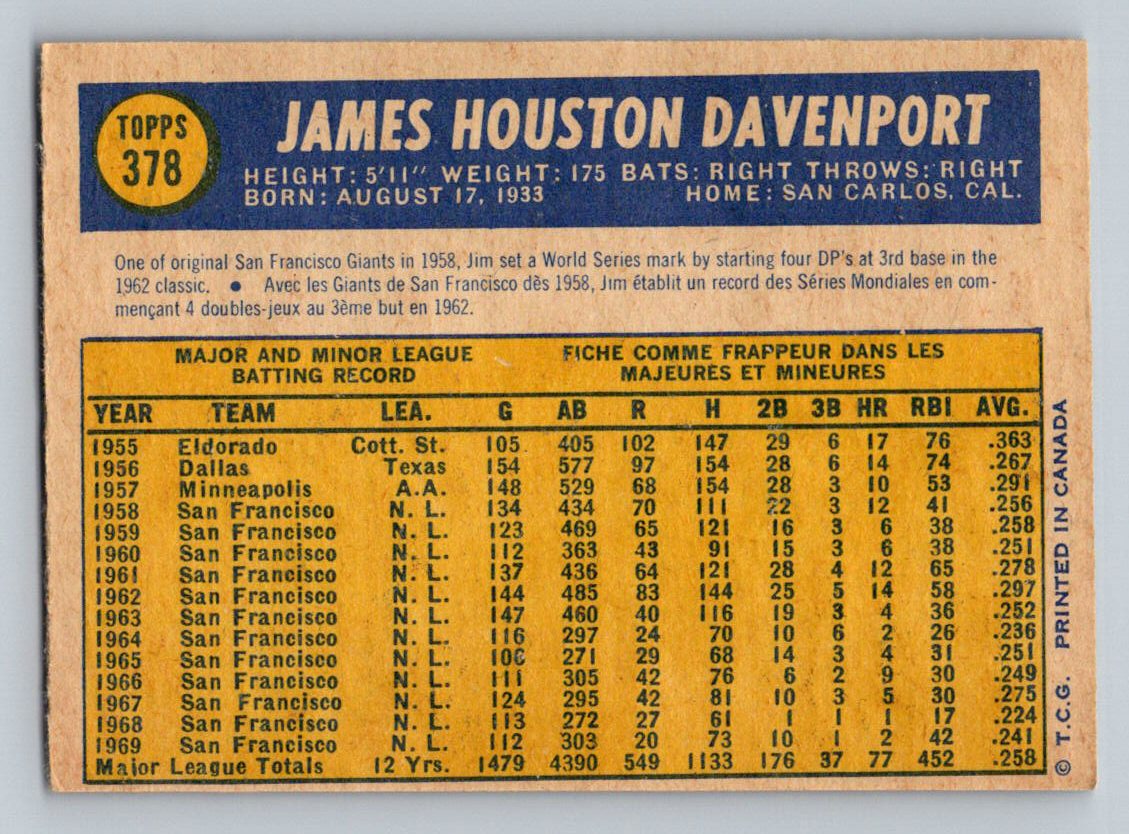 TOPPS
378
JAMES HOUSTON DAVENPORT
HEIGHT: 5'11" WEIGHT: 175 BATS: RIGHT THROWS: RIGHT
BORN: AUGUST 17, 1933 HOME: SAN CARLOS, CAL.
One of original San Francisco Giants in 1958, Jim set a World Series mark by starting four DP's at 3rd base in the
1962 classic. ● Avec les Giants de San Francisco dès 1958, Jim établit un record des Séries Mondiales en com-
mençant 4 doubles-jeux au 3ème but en 1962.
MAJOR AND MINOR LEAGUE FICHE COMME FRAPPEUR DANS LES
BATTING RECORD MAJEURES ET MINEURES
YEAR TEAM LEA. G AB R H 2B 3B HR RBI AVG.
1955 Eldorado Cott. St. 105 405 102 147 29 6 17 76 .363
1956 Dallas Texas 154 577 97 154 28 6 14 74 .267
1957 Minneapolis A.A. 148 529 68 154 28 3 10 53 .291
1958 San Francisco N. L. 134 434 70 111 22 3 12 41 .256
1959 San Francisco N. L. 123 469 65 121 16 3 6 38 .258
1960 San Francisco N. L. 112 363 43 91 15 3 6 38 .251
1961 San Francisco N. L. 137 436 64 121 28 4 12 65 .278
1962 San Francisco N. L. 144 485 83 144 25 5 14 58 .297
1963 San Francisco N. L. 147 460 40 116 19 3 4 36 .252
1964 San Francisco N. L. 116 297 24 70 10 6 2 26 .236
1965 San Francisco N. L. 106 271 29 68 14 3 4 31 .251
1966 San Francisco N. L. 111 305 42 76 6 2 9 30 .249
1967 San Francisco N. L. 124 295 42 81 10 3 5 30 .275
1968 San Francisco N. L. 113 272 27 61 1 1 1 17 .224
1969 San Francisco N. L. 112 303 20 73 10 1 2 42 .241
Major League Totals 12 Yrs. 1479 4390 549 1133 176 37 77 452 .258
© T.C.G. PRINTED IN CANADA